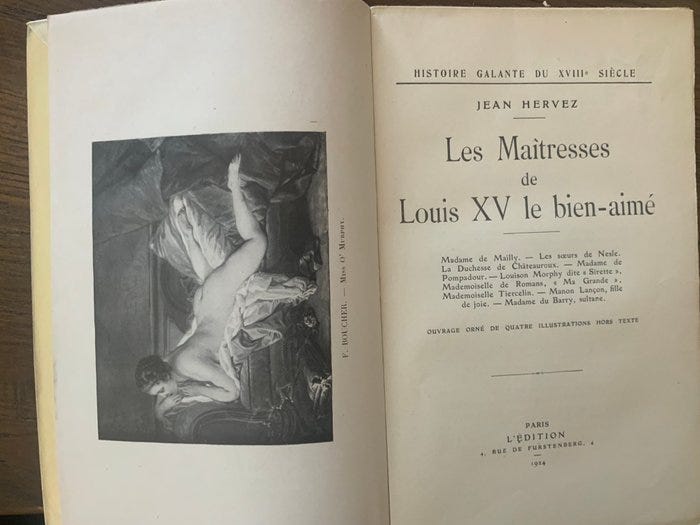 F. BOUCHER. — MISS O' MURPHY.
HISTOIRE GALANTE DU XVIIIe SIÈCLE
JEAN HERVEZ
Les Maîtresses
de
Louis XV le bien-aimé
Madame de Mailly. — Les sœurs de Nesle.
La Duchesse de Châteauroux. — Madame de
Pompadour. — Louison Morphy dite « Sirette ».
Mademoiselle de Romans, « Ma Grande ».
Mademoiselle Tiercelin. — Manon Lançon, fille
de joie. — Madame du Barry, sultane.
OUVRAGE ORNÉ DE QUATRE ILLUSTRATIONS HORS TEXTE
PARIS
L'ÉDITION
4, RUE DE FURSTENBERG, 4
1924